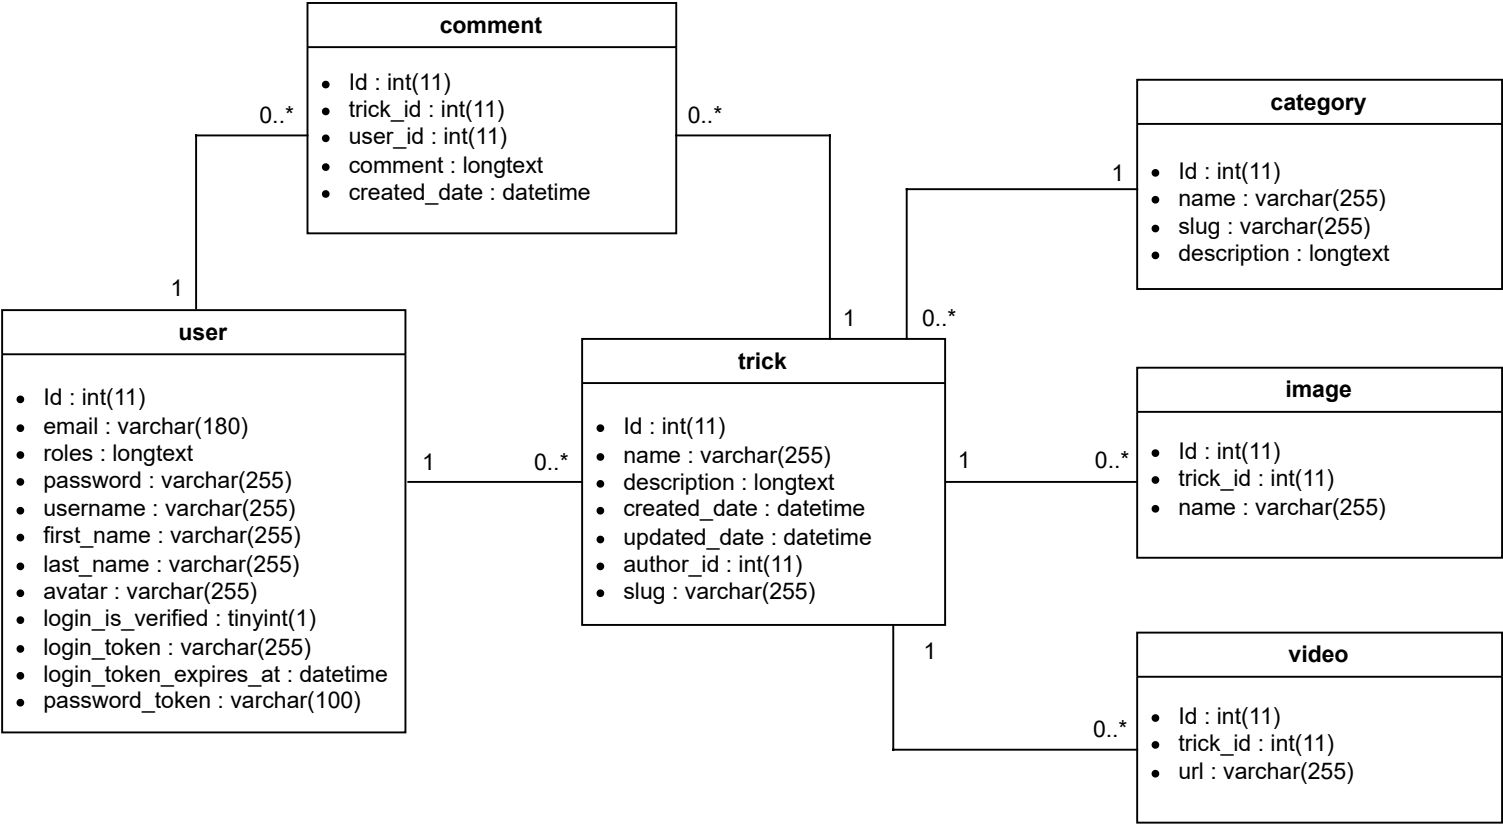 comment
• Id : int(11)
• trick_id : int(11)
• user_id : int(11)
• comment : longtext
• created_date : datetime
0..*
0..*
1
1
category
• Id : int(11)
• name : varchar(255)
• slug : varchar(255)
• description : longtext
1
0..*
user
• Id : int(11)
• email : varchar(180)
• roles : longtext
• password : varchar(255)
• username : varchar(255)
• first_name : varchar(255)
• last_name : varchar(255)
• avatar : varchar(255)
• login_is_verified : tinyint(1)
• login_token : varchar(255)
• login_token_expires_at : datetime
• password_token : varchar(100)
1
0..*
trick
• Id : int(11)
• name : varchar(255)
• description : longtext
• created_date : datetime
• updated_date : datetime
• author_id : int(11)
• slug : varchar(255)
1
0..*
image
• Id : int(11)
• trick_id : int(11)
• name : varchar(255)
1
0..*
video
• Id : int(11)
• trick_id : int(11)
• url : varchar(255)